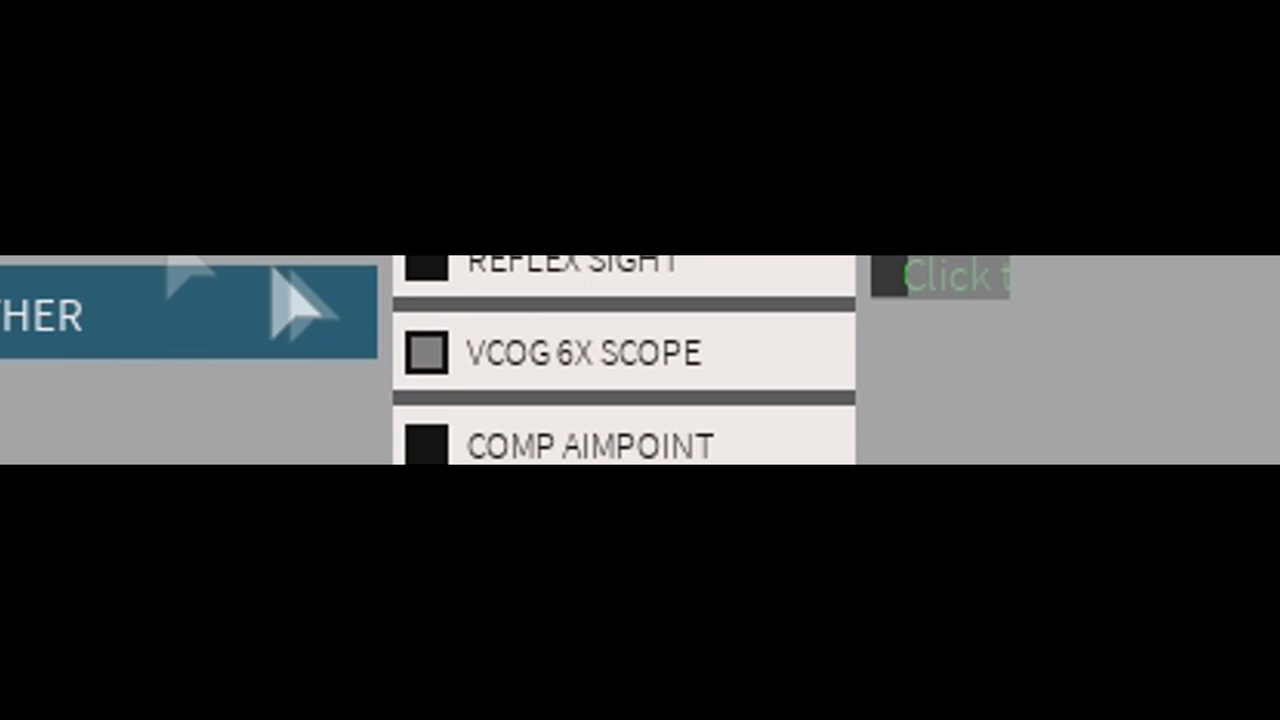 THER
REFLEX SIGHT
VCOG 6X SCOPE
COMP AIMPOINT
Click t